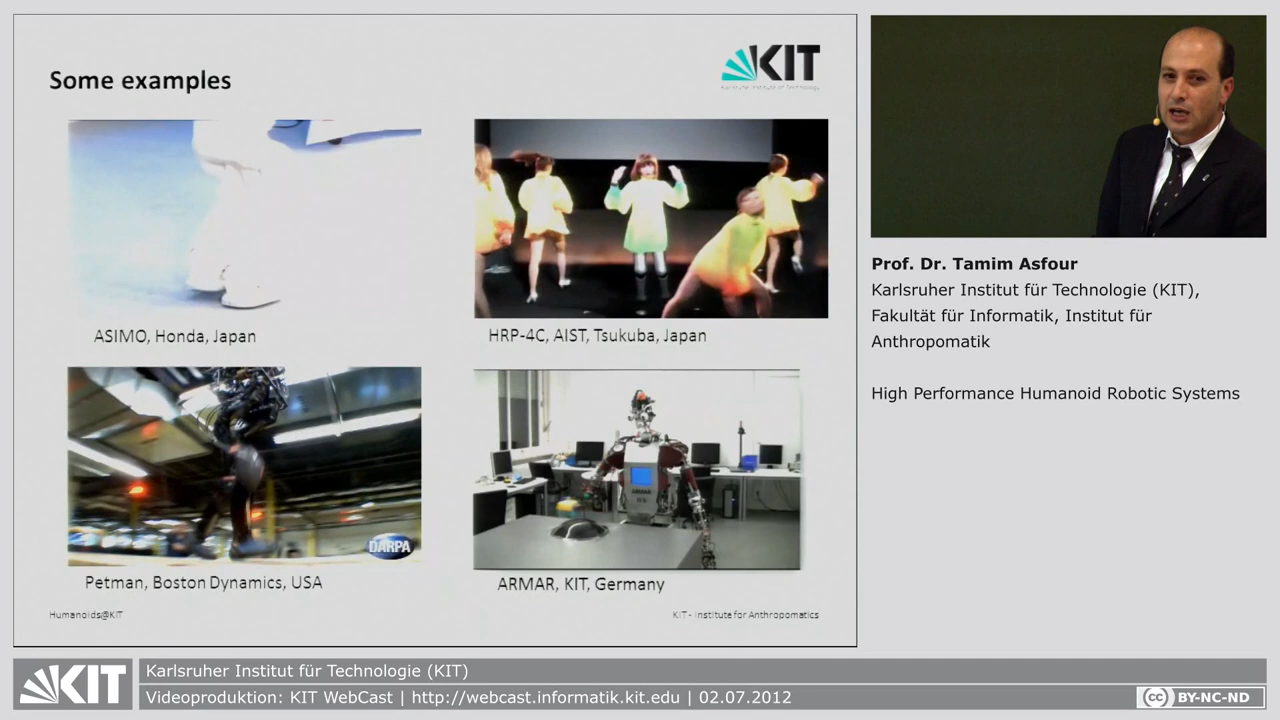 Some examples
KIT
Karlsruhe Institute of Technology
ASIMO, Honda, Japan
HRP-4C, AIST, Tsukuba, Japan
DARPA
Petman, Boston Dynamics, USA
ARMAR
ARMAR, KIT, Germany
Humanoids@KIT
KIT - Institute for Anthropomatics
Prof. Dr. Tamim Asfour
Karlsruher Institut für Technologie (KIT),
Fakultät für Informatik, Institut für
Anthropomatik
High Performance Humanoid Robotic Systems
KIT
Karlsruher Institut für Technologie (KIT)
Videoproduktion: KIT WebCast | http://webcast.informatik.kit.edu | 02.07.2012
cc BY-NC-ND